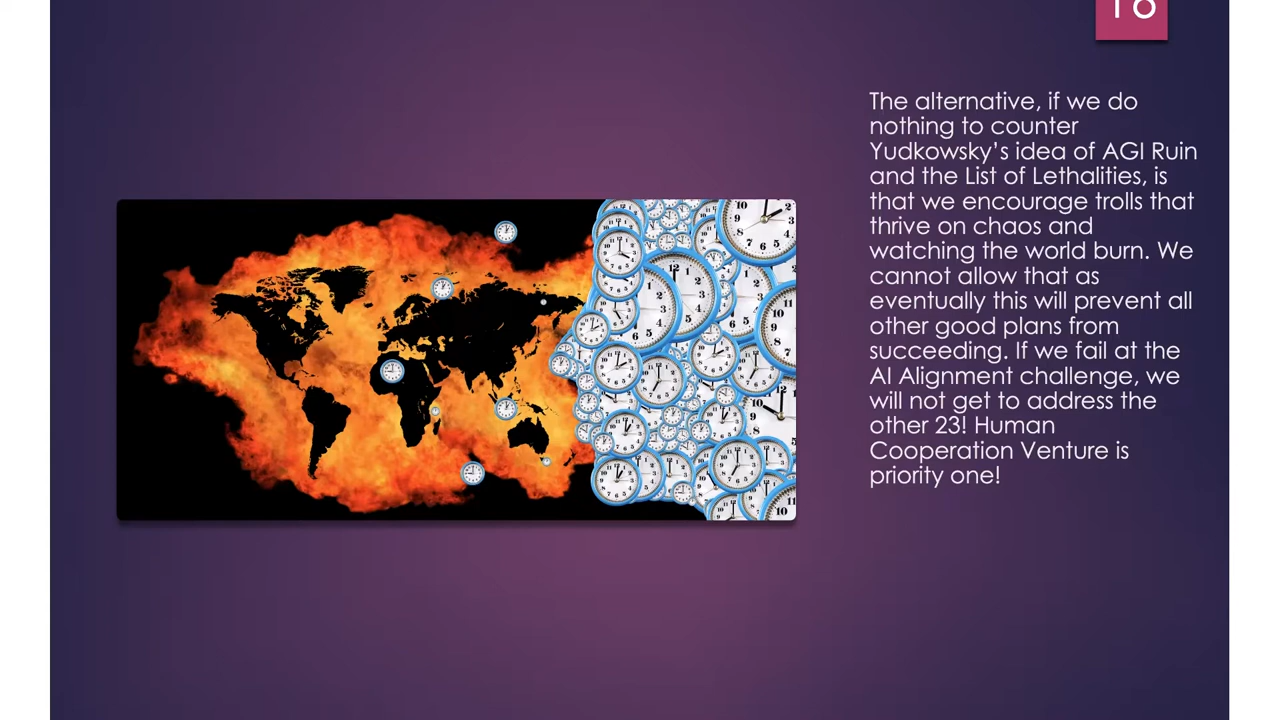 The alternative, if we do
nothing to counter
Yudkowsky’s idea of AGI Ruin
and the List of Lethalities, is
that we encourage trolls that
thrive on chaos and
watching the world burn. We
cannot allow that as
eventually this will prevent all
other good plans from
succeeding. If we fail at the
AI Alignment challenge, we
will not get to address the
other 23! Human
Cooperation Venture is
priority one!